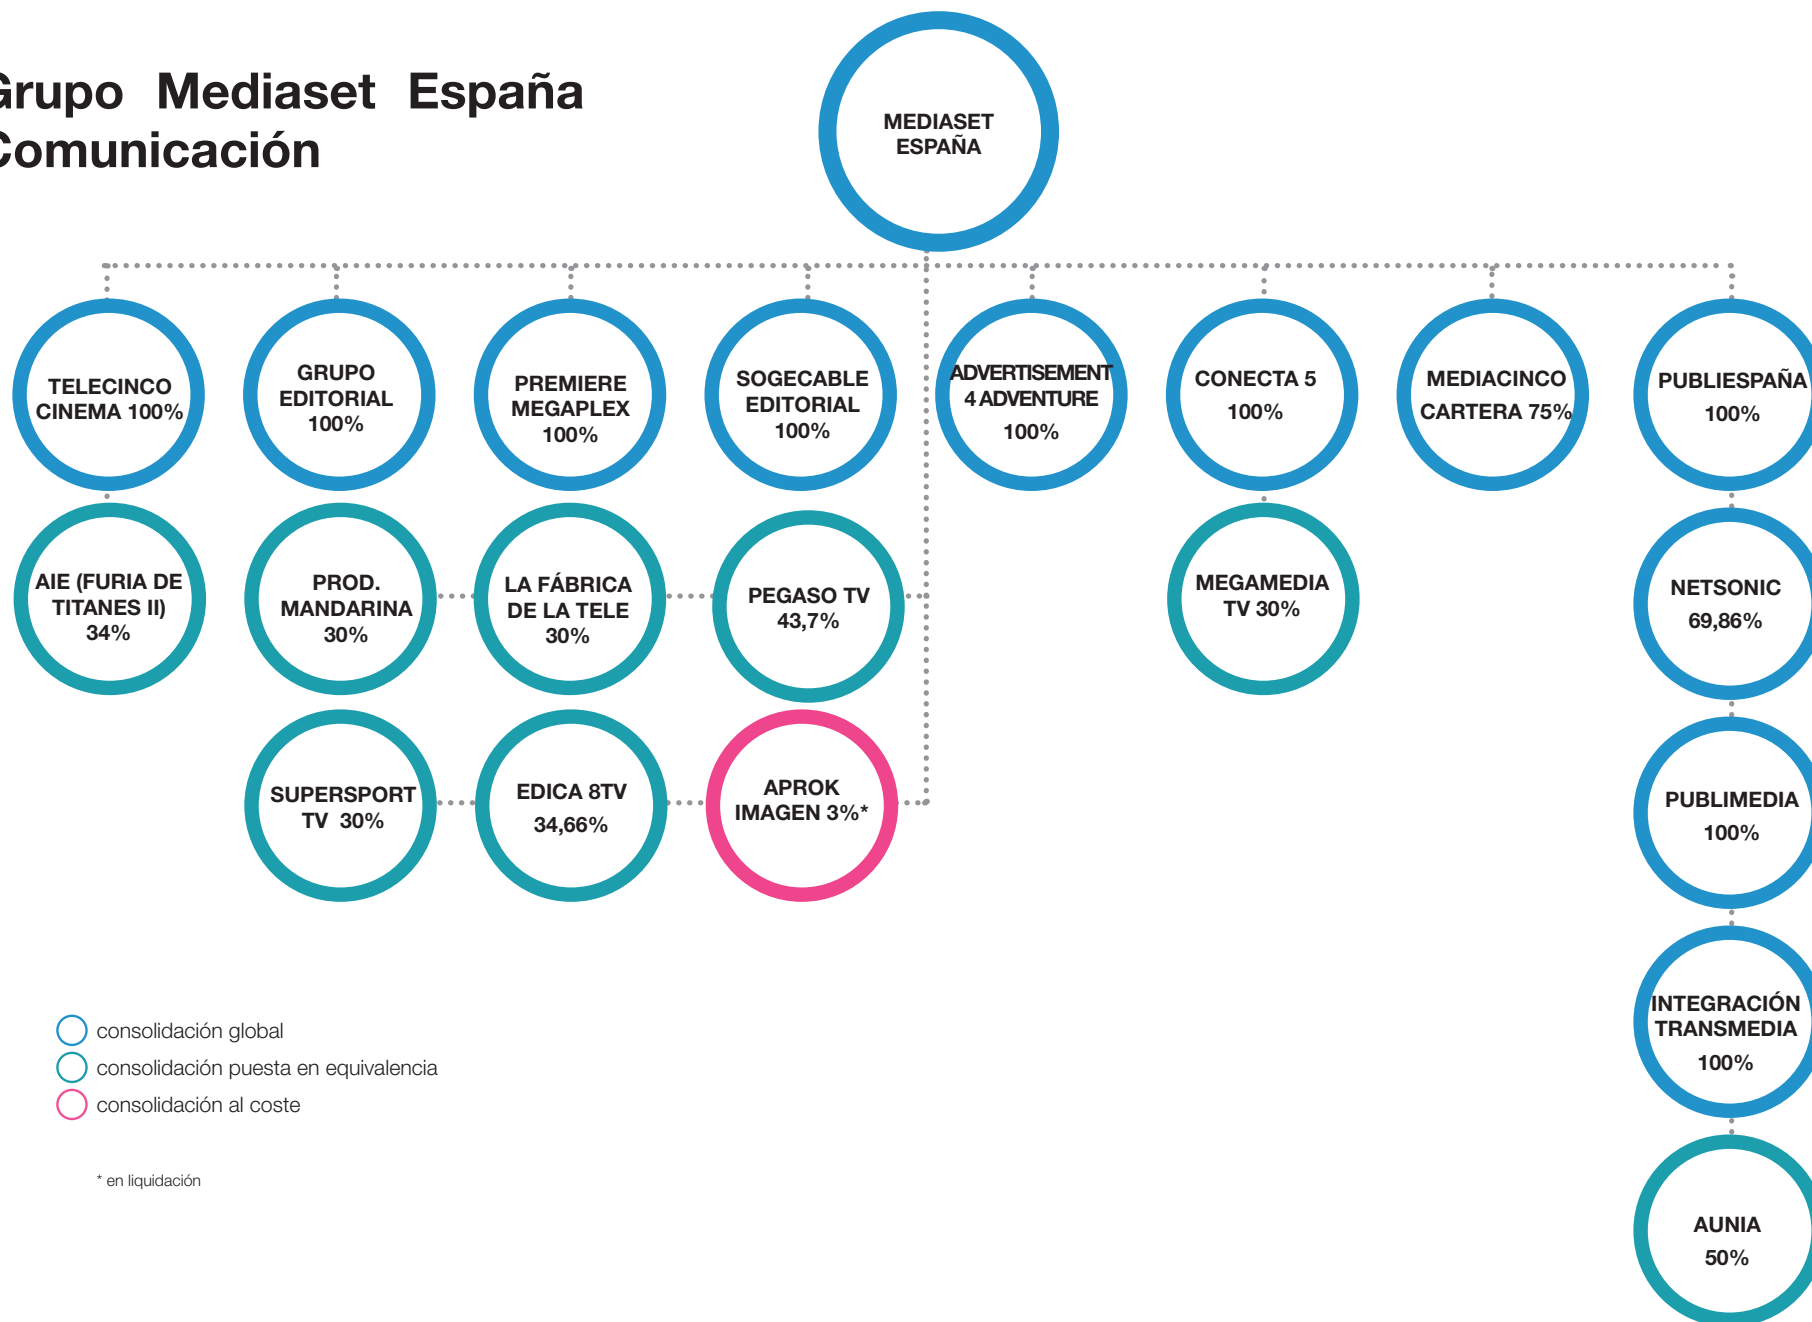 Grupo Mediaset España
Comunicación
MEDIASET
ESPAÑA
TELECINCO
CINEMA 100%
GRUPO
EDITORIAL
100%
PREMIERE
MEGAPLEX
100%
SOGECABLE
EDITORIAL
100%
ADVERTISEMENT
4 ADVENTURE
100%
CONECTA 5
100%
MEDIACINCO
CARTERA 75%
PUBLIESPAÑA
100%
AIE (FURIA DE
TITANES II)
34%
PROD.
MANDARINA
30%
LA FÁBRICA
DE LA TELE
30%
PEGASO TV
43,7%
MEGAMEDIA
TV 30%
NETSONIC
69,86%
SUPERSPORT
TV 30%
EDICA 8TV
34,66%
APROK
IMAGEN 3%*
PUBLIMEDIA
100%
INTEGRACIÓN
TRANSMEDIA
100%
AUNIA
50%
consolidación global
consolidación puesta en equivalencia
consolidación al coste
* en liquidación